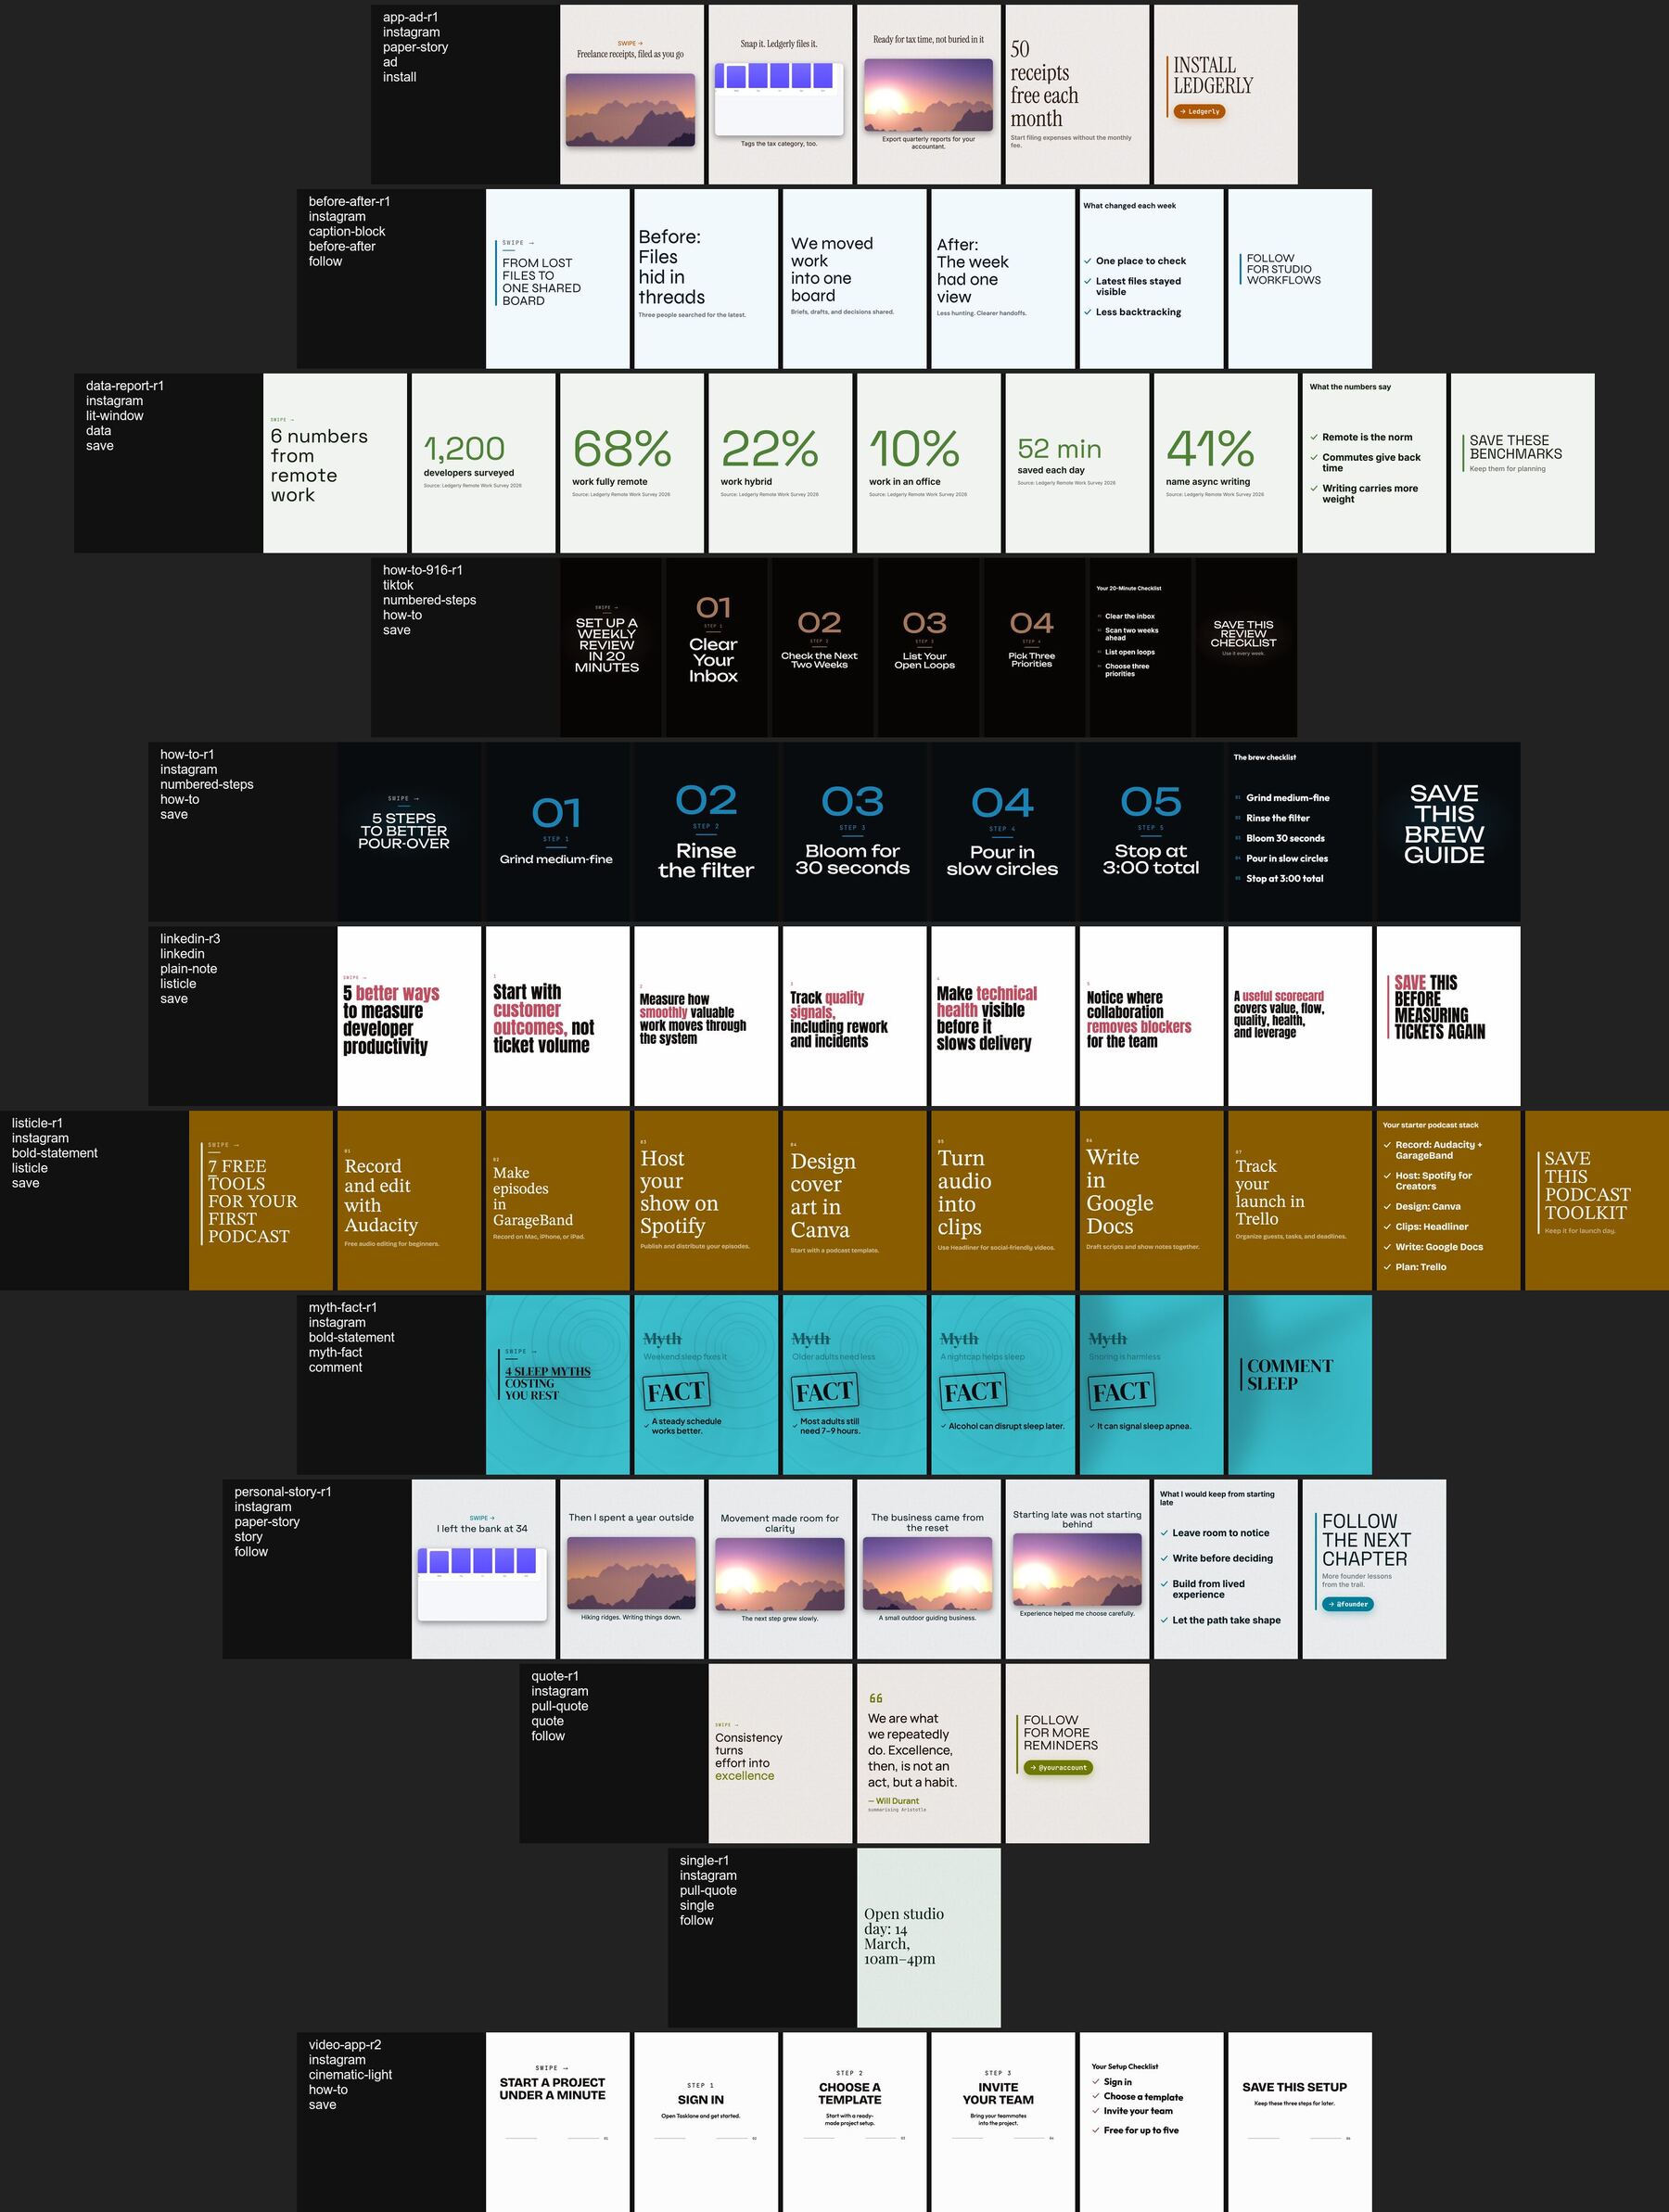 app-ad-r1
instagram
paper-story
ad
install
SWIPE →
Freelance receipts, filed as you go
Snap it. Ledgerly files it.
Tags the tax category, too.
Ready for tax time, not buried in it
Export quarterly reports for your
accountant.
50
receipts
free each
month
Start filing expenses without the monthly
fee.
INSTALL
LEDGERLY
→ Ledgerly
before-after-r1
instagram
caption-block
before-after
follow
SWIPE →
FROM LOST
FILES TO
ONE SHARED
BOARD
Before:
Files
hid in
threads
Three people searched for the latest.
We moved
work
into one
board
Briefs, drafts, and decisions shared.
After:
The week
had one
view
Less hunting. Clearer handoffs.
What changed each week
✓ One place to check
✓ Latest files stayed
visible
✓ Less backtracking
FOLLOW
FOR STUDIO
WORKFLOWS
data-report-r1
instagram
lit-window
data
save
SWIPE →
6 numbers
from
remote
work
1,200
developers surveyed
Source: Ledgerly Remote Work Survey 2026
68%
work fully remote
Source: Ledgerly Remote Work Survey 2026
22%
work hybrid
Source: Ledgerly Remote Work Survey 2026
10%
work in an office
Source: Ledgerly Remote Work Survey 2026
52 min
saved each day
Source: Ledgerly Remote Work Survey 2026
41%
name async writing
Source: Ledgerly Remote Work Survey 2026
What the numbers say
✓ Remote is the norm
✓ Commutes give back
time
✓ Writing carries more
weight
SAVE THESE
BENCHMARKS
Keep them for planning
how-to-916-r1
tiktok
numbered-steps
how-to
save
SWIPE →
SET UP A
WEEKLY
REVIEW
IN 20
MINUTES
01
STEP 1
Clear
Your
Inbox
02
STEP 2
Check the Next
Two Weeks
03
STEP 3
List Your
Open Loops
04
STEP 4
Pick Three
Priorities
Your 20-Minute Checklist
Clear the inbox
Scan two weeks
ahead
List open loops
Choose three
priorities
SAVE THIS
REVIEW
CHECKLIST
Use it every week.
how-to-r1
instagram
numbered-steps
how-to
save
SWIPE →
5 STEPS
TO BETTER
POUR-OVER
01
STEP 1
Grind medium-fine
02
STEP 2
Rinse
the filter
03
STEP 3
Bloom for
30 seconds
04
STEP 4
Pour in
slow circles
05
STEP 5
Stop at
3:00 total
The brew checklist
Grind medium-fine
Rinse the filter
Bloom 30 seconds
Pour in slow circles
Stop at 3:00 total
SAVE
THIS
BREW
GUIDE
linkedin-r3
linkedin
plain-note
listicle
save
SWIPE →
5 better ways
to measure
developer
productivity
1
Start with
customer
outcomes, not
ticket volume
2
Measure how
smoothly valuable
work moves through
the system
3
Track quality
signals,
including rework
and incidents
4
Make technical
health visible
before it
slows delivery
5
Notice where
collaboration
removes blockers
for the team
A useful scorecard
covers value, flow,
quality, health,
and leverage
SAVE THIS
BEFORE
MEASURING
TICKETS AGAIN
listicle-r1
instagram
bold-statement
listicle
save
SWIPE →
7 FREE
TOOLS
FOR YOUR
FIRST
PODCAST
01
Record
and edit
with
Audacity
Free audio editing for beginners.
02
Make
episodes
in
GarageBand
Record on Mac, iPhone, or iPad.
03
Host
your
show on
Spotify
Publish and distribute your episodes.
04
Design
cover
art in
Canva
Start with a podcast template.
05
Turn
audio
into
clips
Use Headliner for social-friendly videos.
06
Write
in
Google
Docs
Draft scripts and show notes together.
07
Track
your
launch in
Trello
Organize guests, tasks, and deadlines.
Your starter podcast stack
✓ Record: Audacity +
GarageBand
✓ Host: Spotify for
Creators
✓ Design: Canva
✓ Clips: Headliner
✓ Write: Google Docs
✓ Plan: Trello
SAVE
THIS
PODCAST
TOOLKIT
Keep it for launch day.
myth-fact-r1
instagram
bold-statement
myth-fact
comment
SWIPE →
4 SLEEP MYTHS
COSTING
YOU REST
Myth
Weekend sleep fixes it
FACT
✓ A steady schedule
works better.
Myth
Older adults need less
FACT
✓ Most adults still
need 7–9 hours.
Myth
A nightcap helps sleep
FACT
✓ Alcohol can disrupt sleep later.
Myth
Snoring is harmless
FACT
✓ It can signal sleep apnea.
COMMENT
SLEEP
personal-story-r1
instagram
paper-story
story
follow
SWIPE →
I left the bank at 34
Then I spent a year outside
Hiking ridges. Writing things down.
Movement made room for
clarity
The next step grew slowly.
The business came from
the reset
A small outdoor guiding business.
Starting late was not starting
behind
Experience helped me choose carefully.
What I would keep from starting
late
✓ Leave room to notice
✓ Write before deciding
✓ Build from lived
experience
✓ Let the path take shape
FOLLOW
THE NEXT
CHAPTER
More founder lessons
from the trail.
→ @founder
quote-r1
instagram
pull-quote
quote
follow
SWIPE →
Consistency
turns
effort into
excellence
“
We are what
we repeatedly
do. Excellence,
then, is not an
act, but a habit.
— Will Durant
summarising Aristotle
FOLLOW
FOR MORE
REMINDERS
→ @youraccount
single-r1
instagram
pull-quote
single
follow
Open studio
day: 14
March,
10am–4pm
video-app-r2
instagram
cinematic-light
how-to
save
SWIPE →
START A PROJECT
UNDER A MINUTE
01
STEP 1
SIGN IN
Open Tasklane and get started.
02
STEP 2
CHOOSE A
TEMPLATE
Start with a ready-
made project setup.
03
STEP 3
INVITE
YOUR TEAM
Bring your teammates
into the project.
04
Your Setup Checklist
✓ Sign in
✓ Choose a template
✓ Invite your team
✓ Free for up to five
SAVE THIS SETUP
Keep these three steps for later.